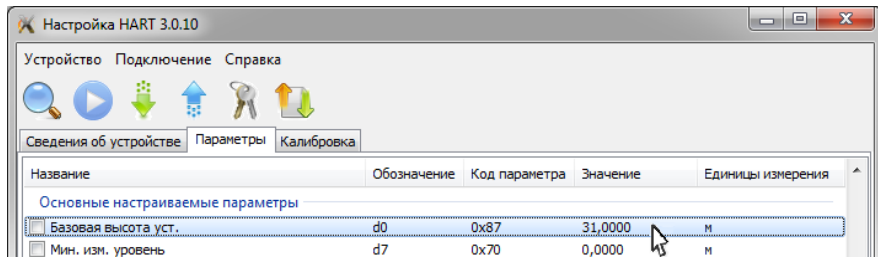 Настройка HART 3.0.10
Устройство Подключение Справка
Сведения об устройстве Параметры Калибровка
Название Обозначение Код параметра Значение Единицы измерения
Основные настраиваемые параметры
Базовая высота уст. d0 0x87 31,0000 м
Мин. изм. уровень d7 0x70 0,0000 м